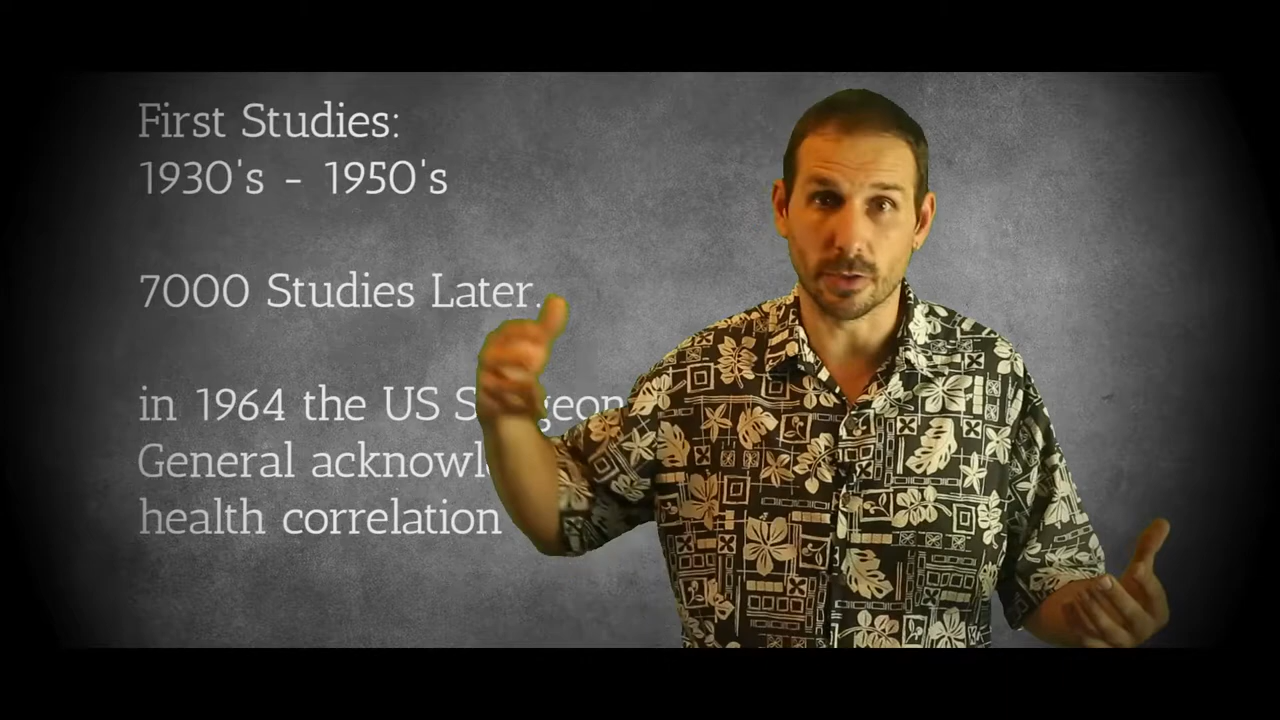 First Studies:
1930's - 1950's
7000 Studies Later.
in 1964 the US
General
health correlation